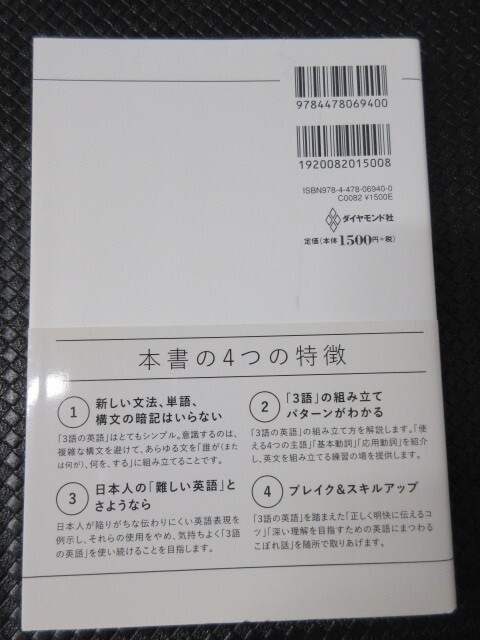 9784478069400
1920082015008
ISBN978-4-478-06940-0
C0082 ¥1500E
ダイヤモンド社
定価(本体1500円+税)
本書の4つの特徴
1 新しい文法、単語、
構文の暗記はいらない
「3語の英語」はとてもシンプル。意識するのは、
複雑な構文を避けて、あらゆる文を「誰が(また
は何が)、何を、する」に組み立てることです。
2 「3語」の組み立て
パターンがわかる
「3語の英語」の組み立て方を解説します。「使
える4つの主語」「基本動詞」「応用動詞」を紹介
し、英文を組み立てる練習の場を提供します。
3 日本人の「難しい英語」と
さようなら
日本人が陥りがちな伝わりにくい英語表現を
例示し、それらの使用をやめ、気持ちよく「3語
の英語」を使い続けることを目指します。
4 ブレイク&スキルアップ
「3語の英語」を踏まえた「正しく明快に伝えるコ
ツ」「深い理解を目指すための英語にまつわる
こぼれ話」を随所で取りあげます。